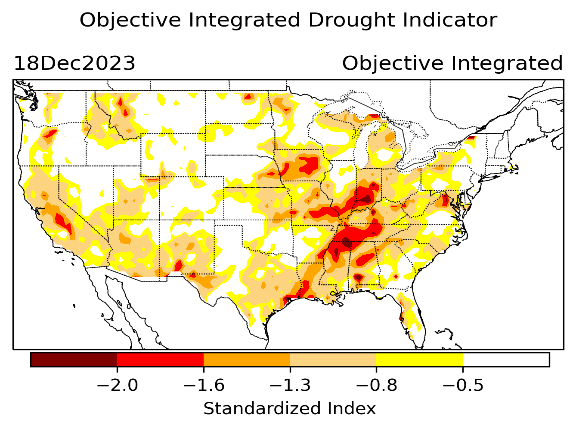 Objective Integrated Drought Indicator
18Dec2023 Objective Integrated
−2.0 −1.6 −1.3 −0.8 −0.5
Standardized Index